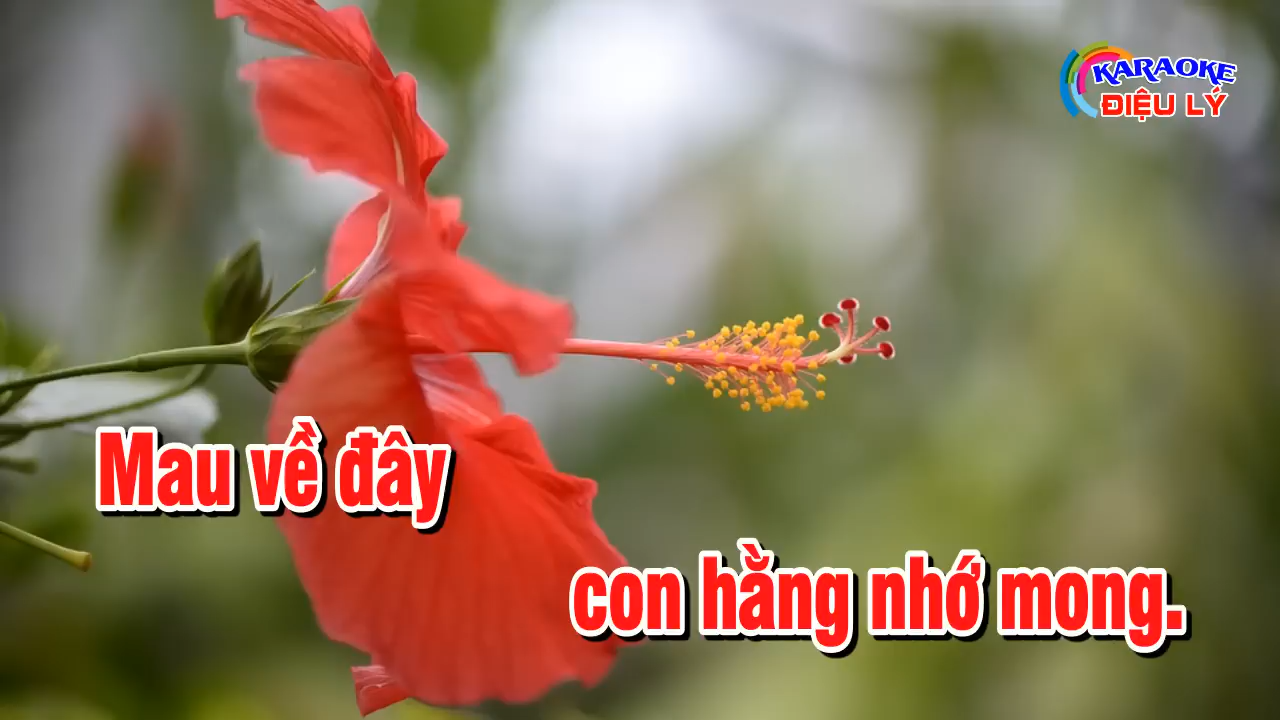 KARAOKE
ĐIỆU LÝ
Mau về đây
con hằng nhớ mong.